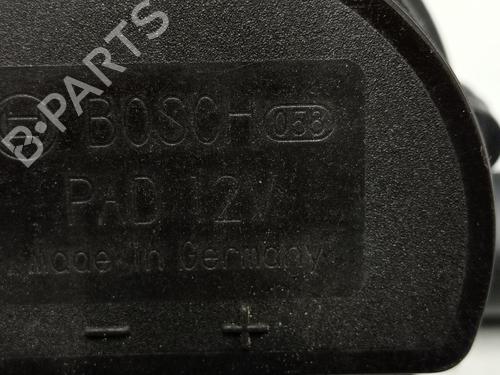 B-PARTS
BOSCH 038
PAD 12V
Made in Germany
- +